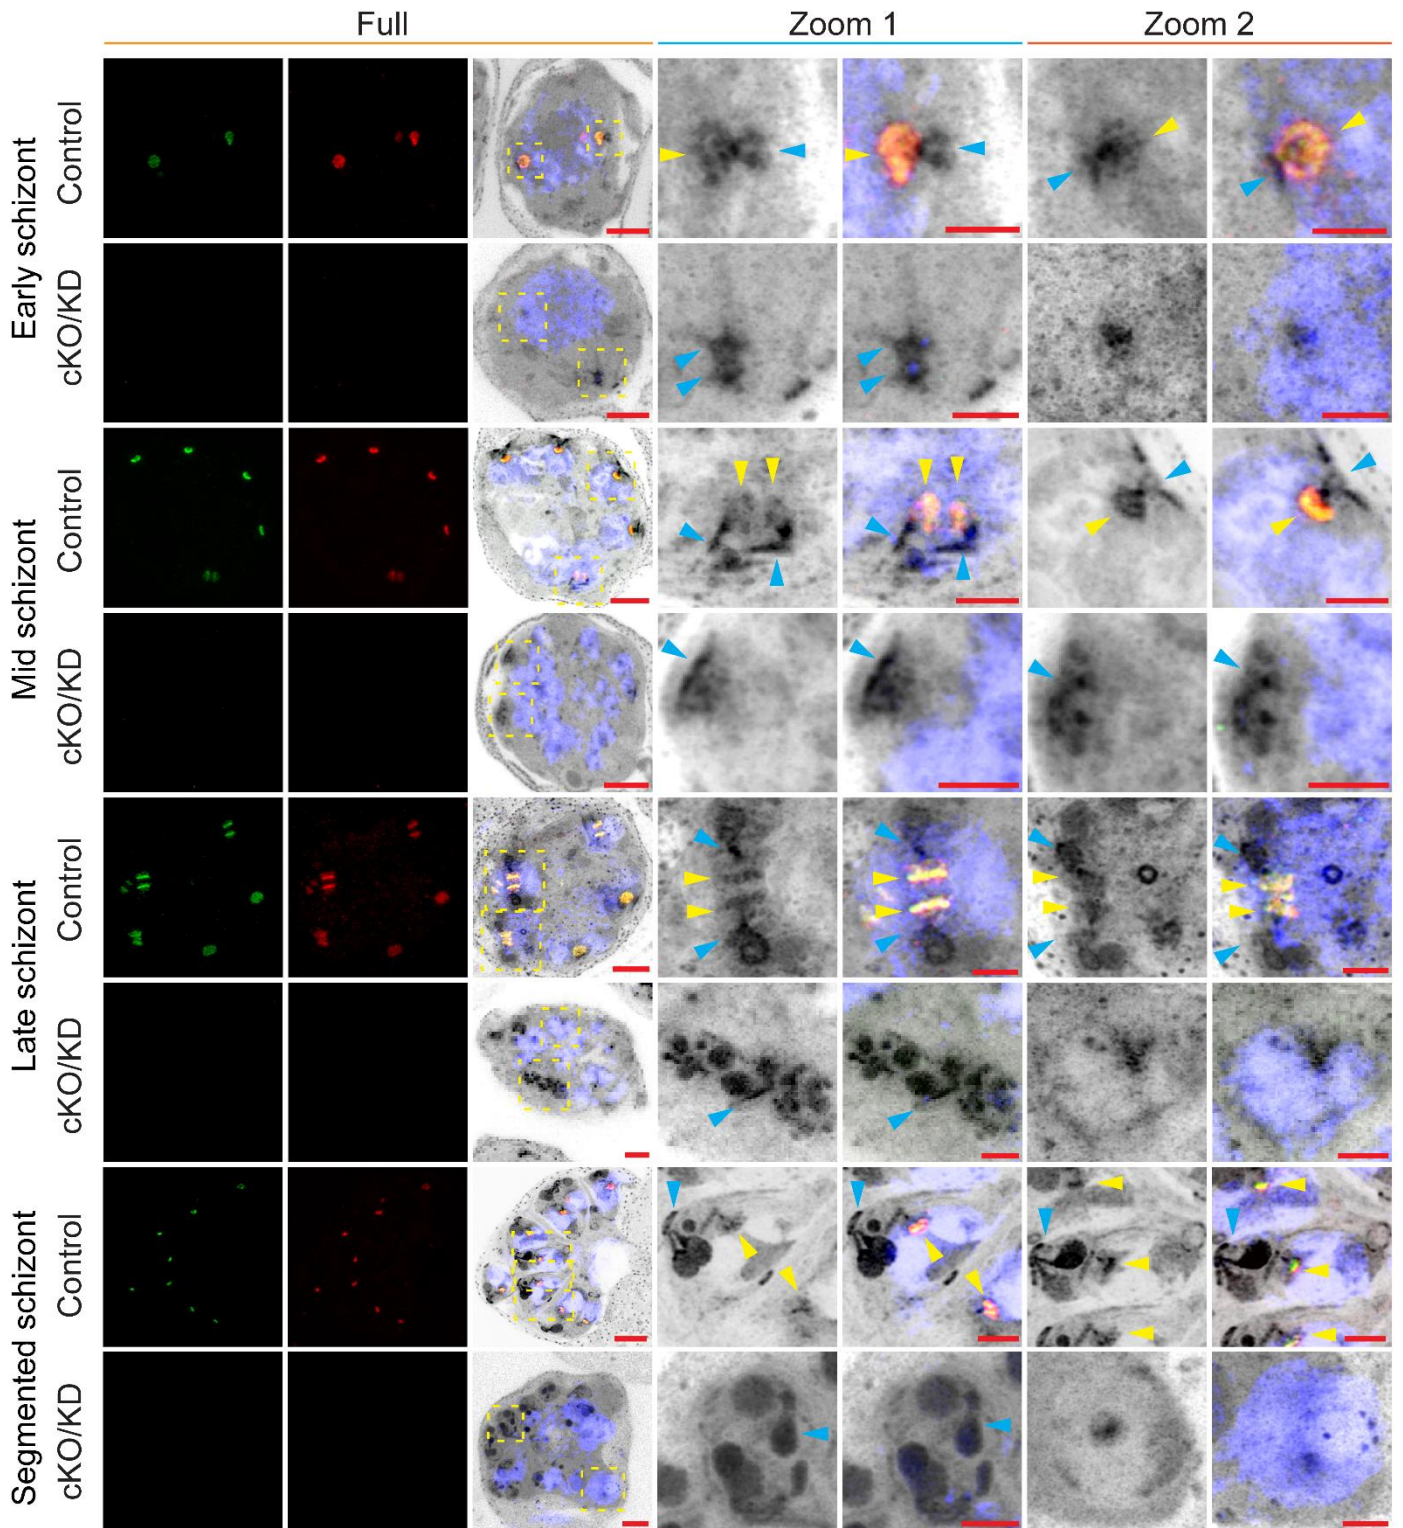 Full Zoom 1 Zoom 2
Early schizont
Control
cKO/KD
Mid schizont
Control
cKO/KD
Late schizont
Control
cKO/KD
Segmented schizont
Control
cKO/KD